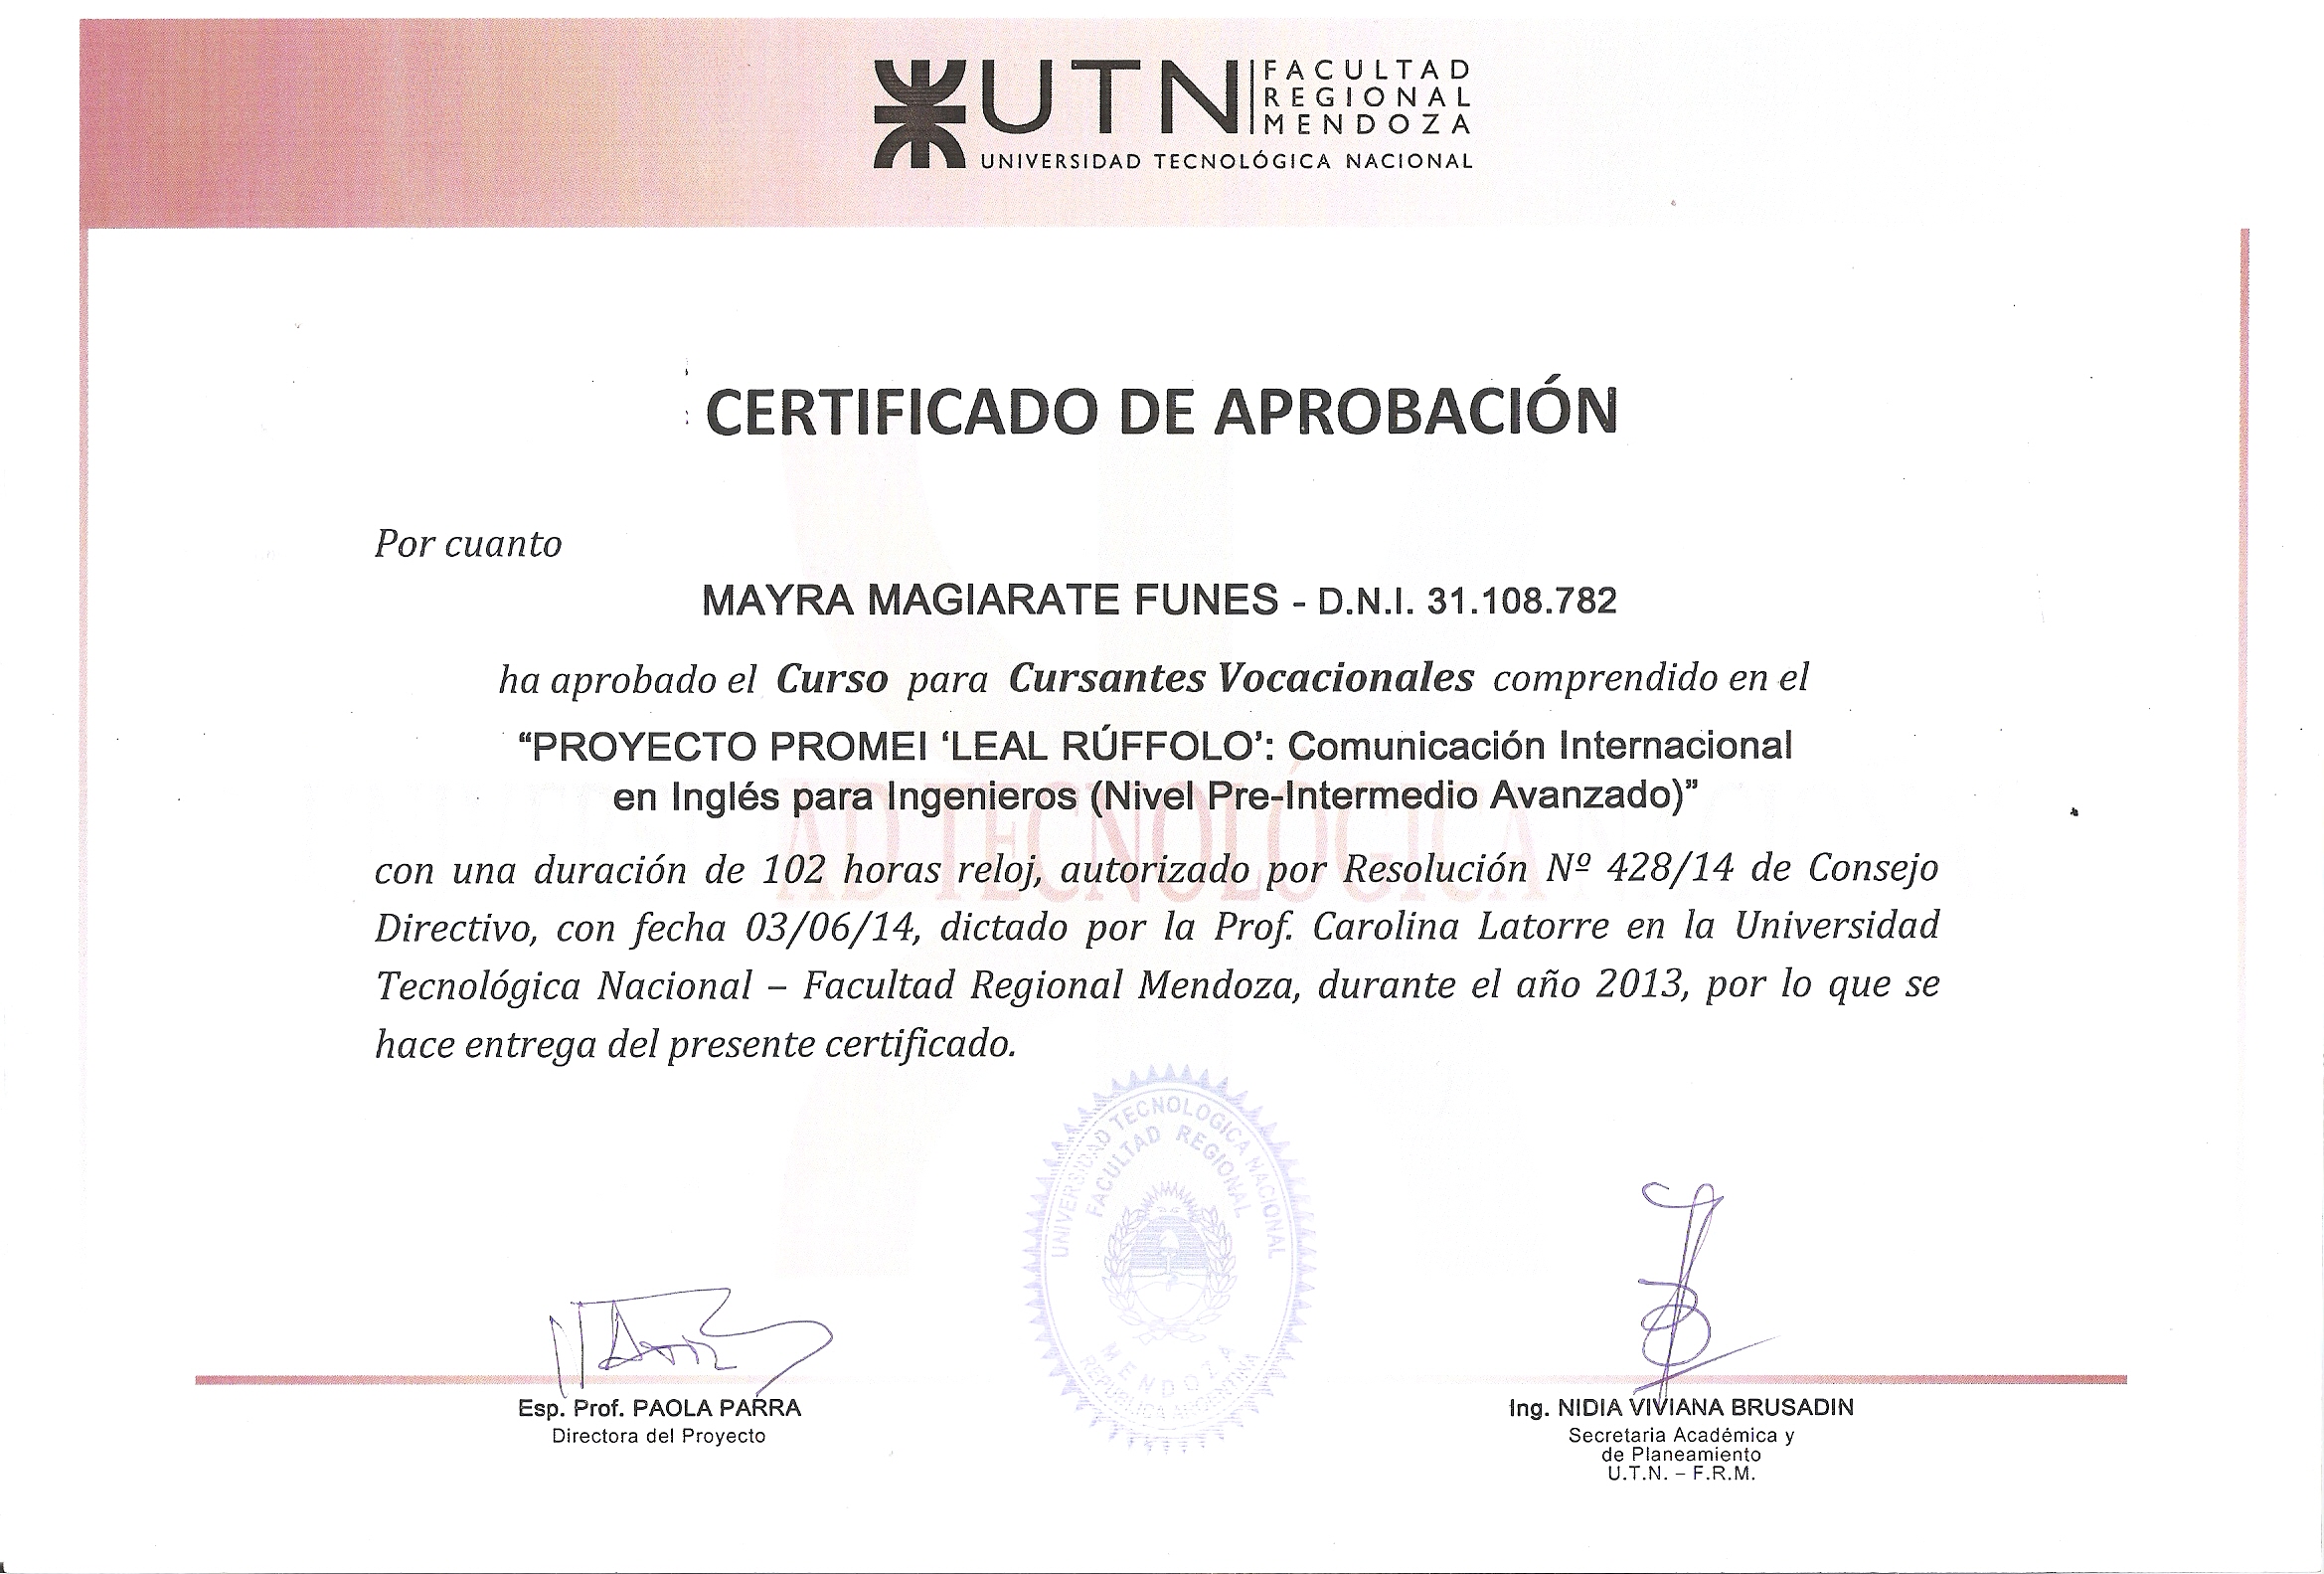 UTN
FACULTAD
REGIONAL
MENDOZA
UNIVERSIDAD TECNOLÓGICA NACIONAL
CERTIFICADO DE APROBACIÓN
Por cuanto
MAYRA MAGIARATE FUNES - D.N.I. 31.108.782
ha aprobado el Curso para Cursantes Vocacionales comprendido en el
“PROYECTO PROMEI ‘LEAL RÚFFOLO’: Comunicación Internacional
en Inglés para Ingenieros (Nivel Pre-Intermedio Avanzado)”
AD TECNOLÓGICA
con una duración de 102 horas reloj, autorizado por Resolución Nº 428/14 de Consejo
Directivo, con fecha 03/06/14, dictado por la Prof. Carolina Latorre en la Universidad
Tecnológica Nacional – Facultad Regional Mendoza, durante el año 2013, por lo que se
hace entrega del presente certificado.
UNIVERSIDAD TECNOLOGICA NACIONAL
FACULTAD REGIONAL
MENDOZA
REPUBLICA ARGENTINA
Esp. Prof. PAOLA PARRA
Directora del Proyecto
Ing. NIDIA VIVIANA BRUSADIN
Secretaria Académica y
de Planeamiento
U.T.N. – F.R.M.